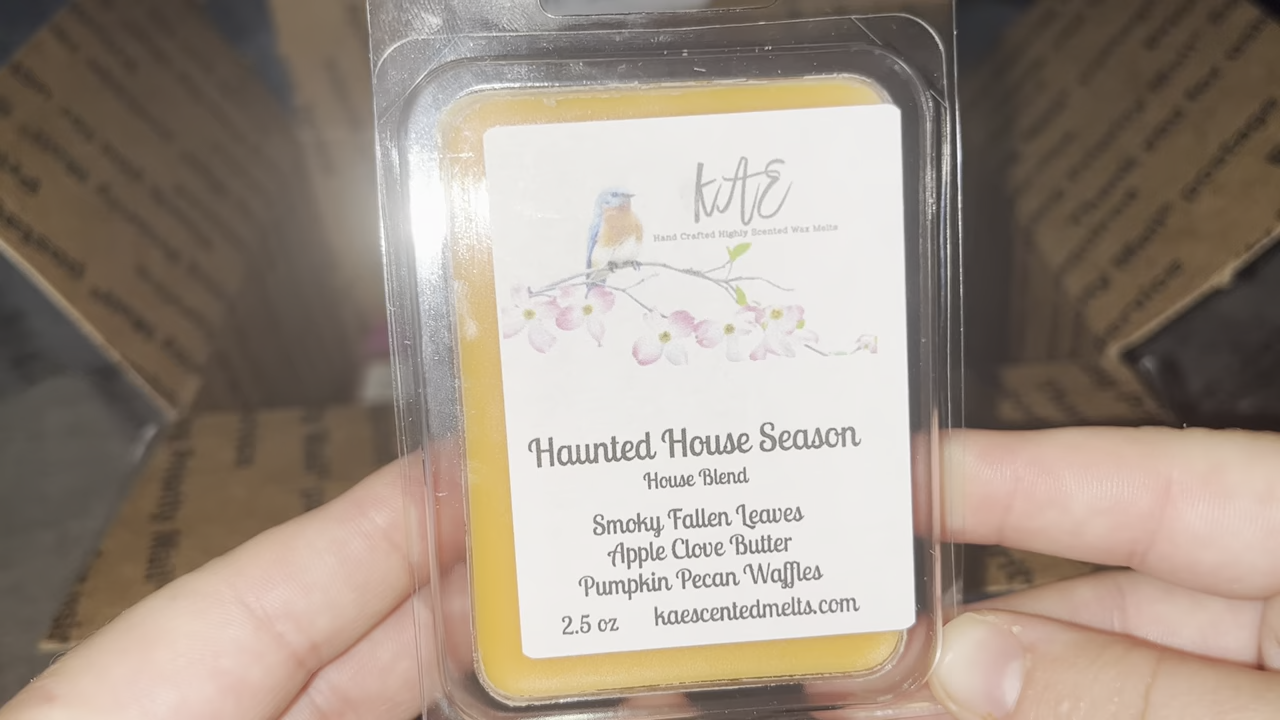 KAE
Hand Crafted Highly Scented Wax Melts
Haunted House Season
House Blend
Smoky Fallen Leaves
Apple Clove Butter
Pumpkin Pecan Waffles
2.5 oz kaescentedmelts.com